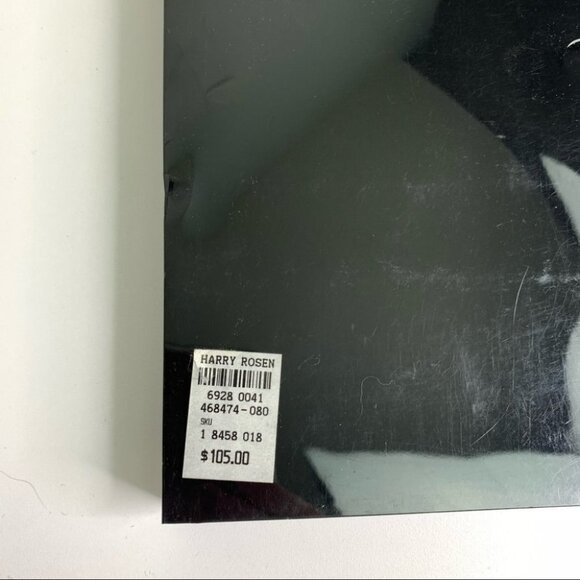 HARRY ROSEN
6928 0041
468474-080
SKU
1 8458 018
$105.00